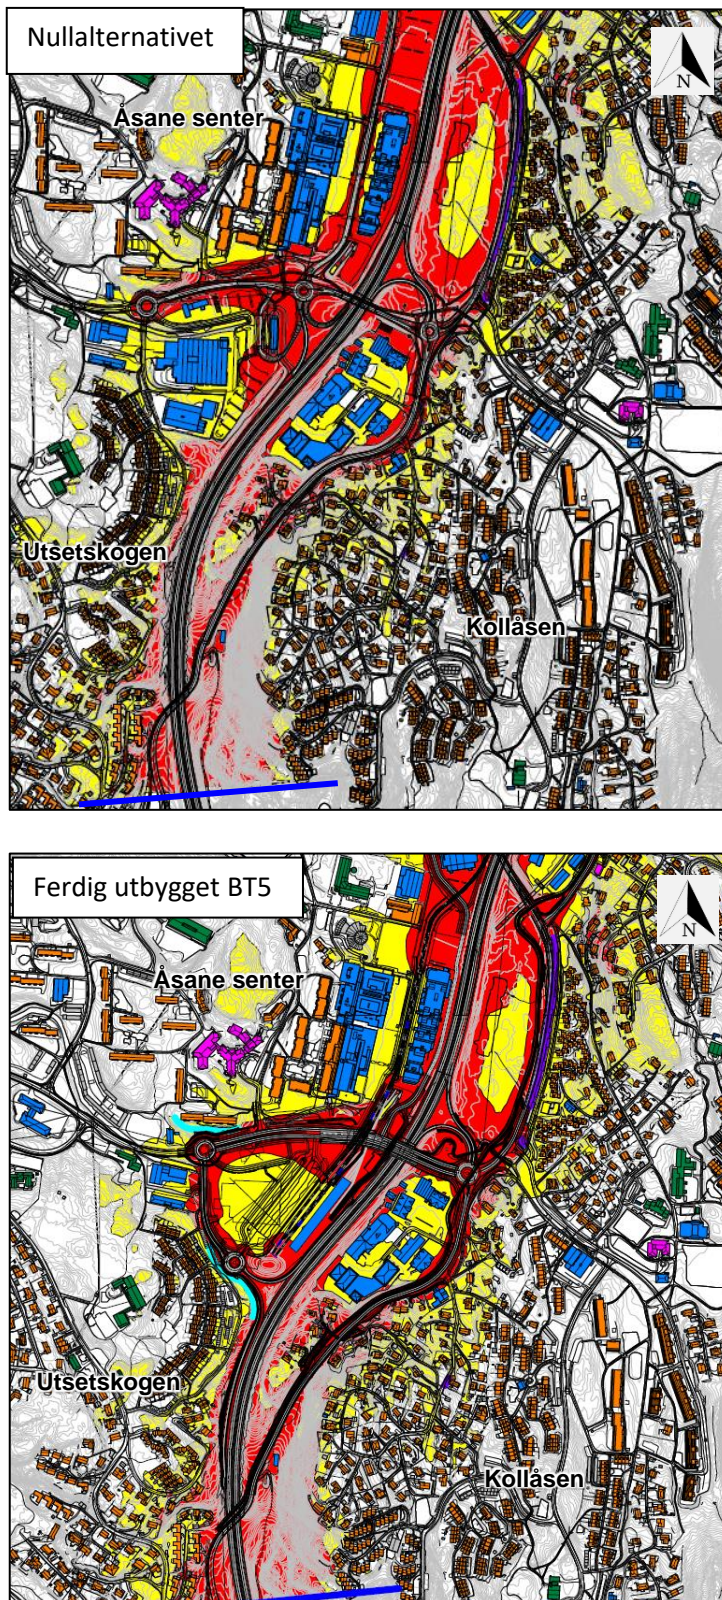 Nullalternativet
N
Åsane senter
Utsetskogen
Kollåsen
Ferdig utbygget BT5
N
Åsane senter
Utsetskogen
Kollåsen